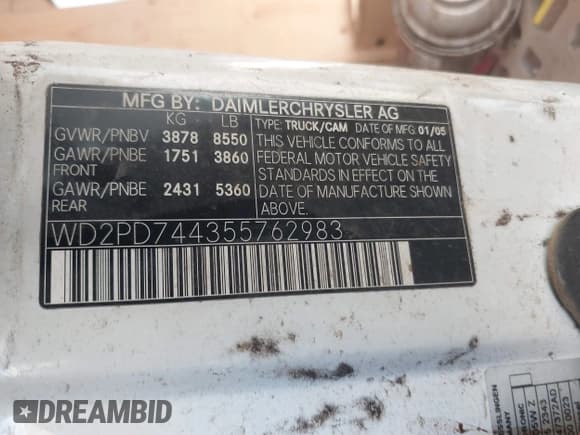 MFG BY: DAIMLERCHRYSLER AG
KG LB
GVWR/PNBV 3878 8550
GAWR/PNBE 1751 3860
FRONT
GAWR/PNBE 2431 5360
REAR
TYPE: TRUCK/CAM DATE OF MFG. 01/05
THIS VEHICLE CONFORMS TO ALL
FEDERAL MOTOR VEHICLE SAFETY
STANDARDS IN EFFECT ON THE
DATE OF MANUFACTURE SHOWN
ABOVE.
WD2PD744355762983
DREAMBID